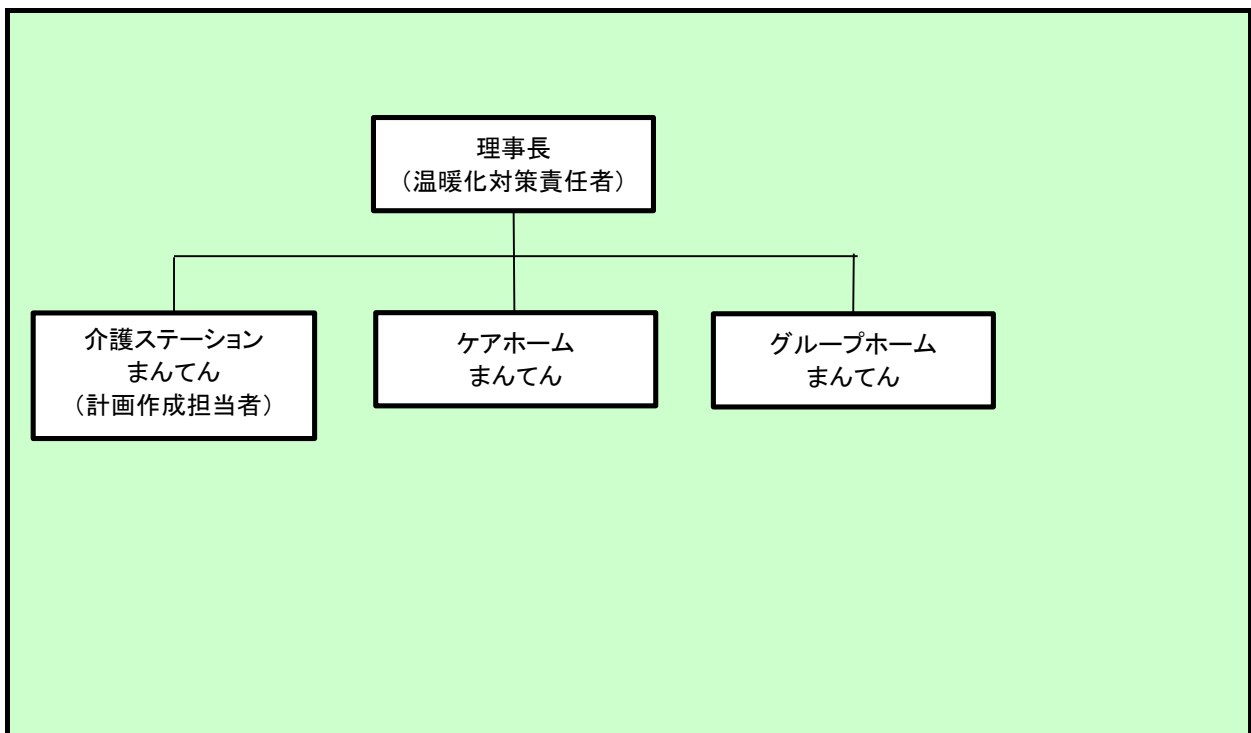 理事長
（温暖化対策責任者）
介護ステーション
まんてん
（計画作成担当者）
ケアホーム
まんてん
グループホーム
まんてん